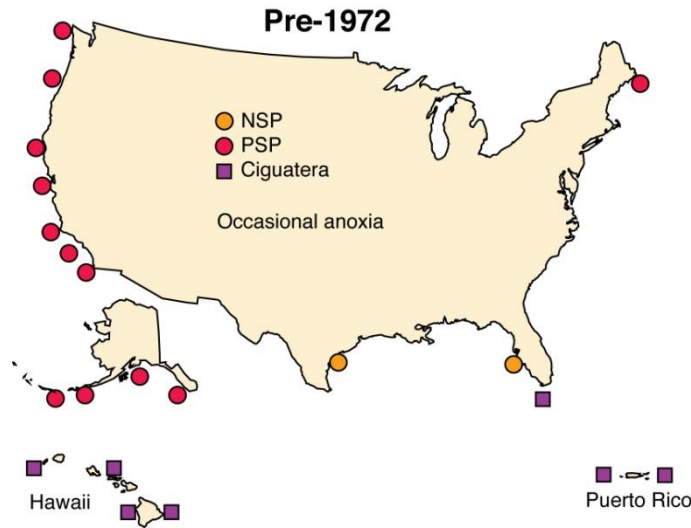 Pre-1972
NSP
PSP
Ciguatera
Occasional anoxia
Hawaii
Puerto Rico